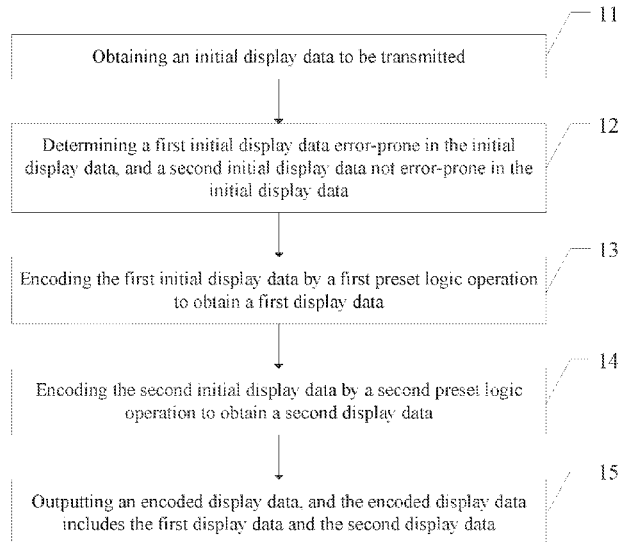 11
Obtaining an initial display data to be transmitted
12
Determining a first initial display data error-prone in the initial
display data, and a second initial display data not error-prone in the
initial display data
13
Encoding the first initial display data by a first preset logic operation
to obtain a first display data
14
Encoding the second initial display data by a second preset logic
operation to obtain a second display data
15
Outputting an encoded display data, and the encoded display data
includes the first display data and the second display data